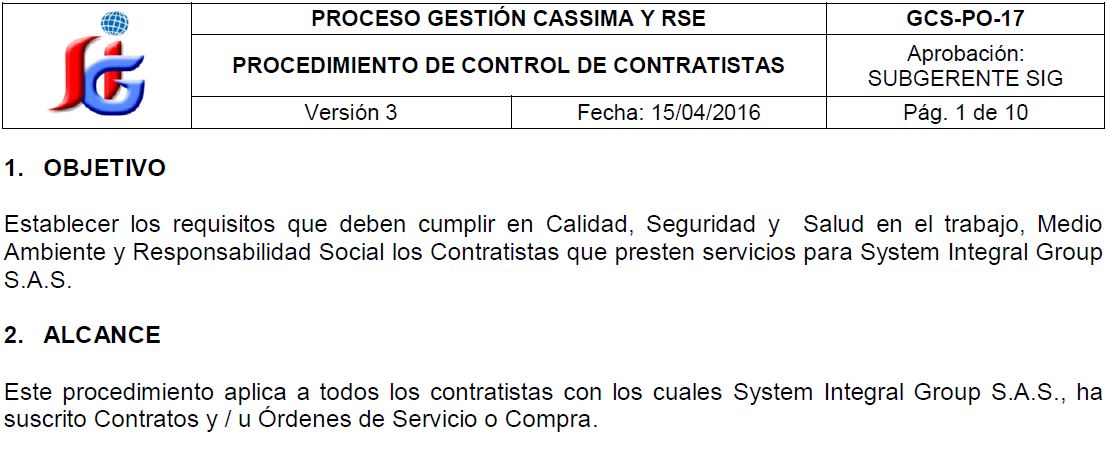 SIG
PROCESO GESTIÓN CASSIMA Y RSE
GCS-PO-17
PROCEDIMIENTO DE CONTROL DE CONTRATISTAS
Aprobación:
SUBGERENTE SIG
Versión 3
Fecha: 15/04/2016
Pág. 1 de 10
1. OBJETIVO
Establecer los requisitos que deben cumplir en Calidad, Seguridad y Salud en el trabajo, Medio
Ambiente y Responsabilidad Social los Contratistas que presten servicios para System Integral Group
S.A.S.
2. ALCANCE
Este procedimiento aplica a todos los contratistas con los cuales System Integral Group S.A.S., ha
suscrito Contratos y / u Órdenes de Servicio o Compra.